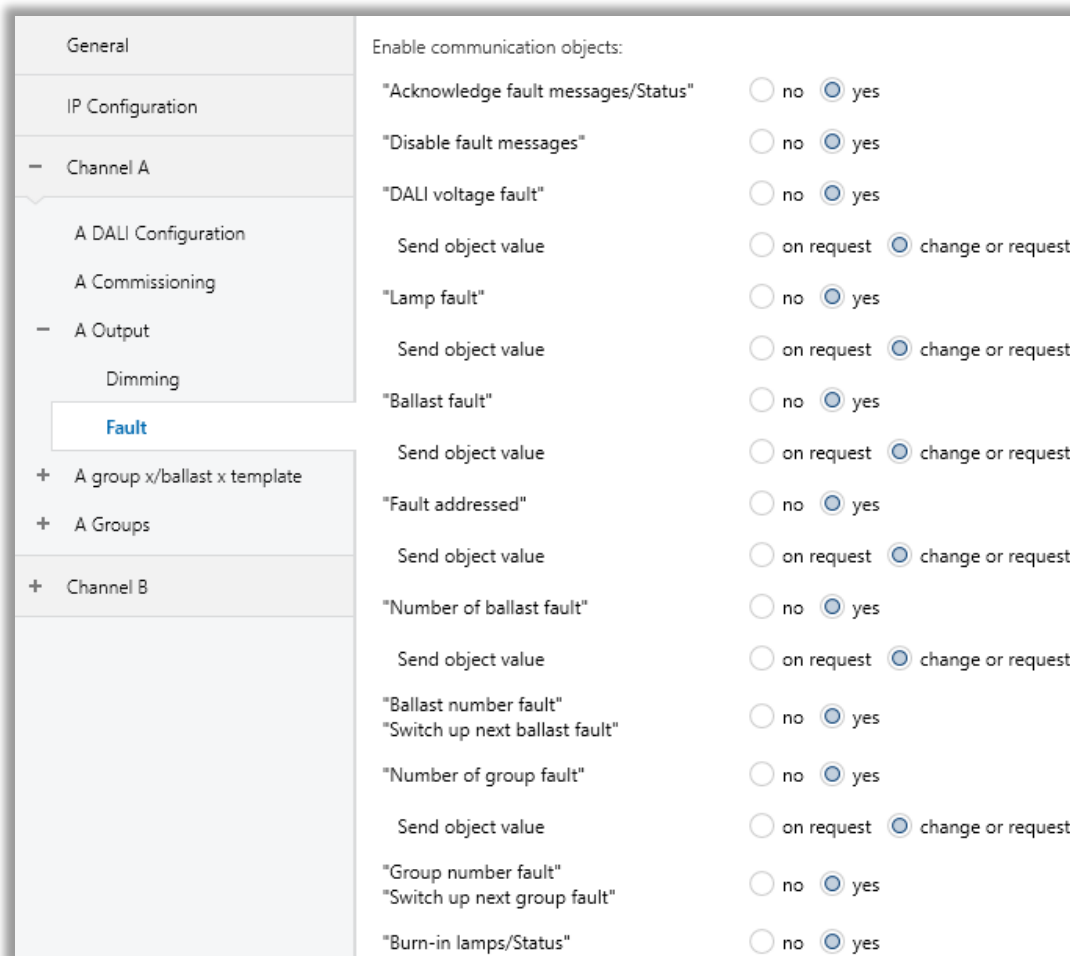 General
IP Configuration
− Channel A
A DALI Configuration
A Commissioning
− A Output
Dimming
Fault
+ A group x/ballast x template
+ A Groups
+ Channel B
Enable communication objects:
"Acknowledge fault messages/Status" no yes
"Disable fault messages" no yes
"DALI voltage fault" no yes
Send object value on request change or request
"Lamp fault" no yes
Send object value on request change or request
"Ballast fault" no yes
Send object value on request change or request
"Fault addressed" no yes
Send object value on request change or request
"Number of ballast fault" no yes
Send object value on request change or request
"Ballast number fault"
"Switch up next ballast fault" no yes
"Number of group fault" no yes
Send object value on request change or request
"Group number fault"
"Switch up next group fault" no yes
"Burn-in lamps/Status" no yes